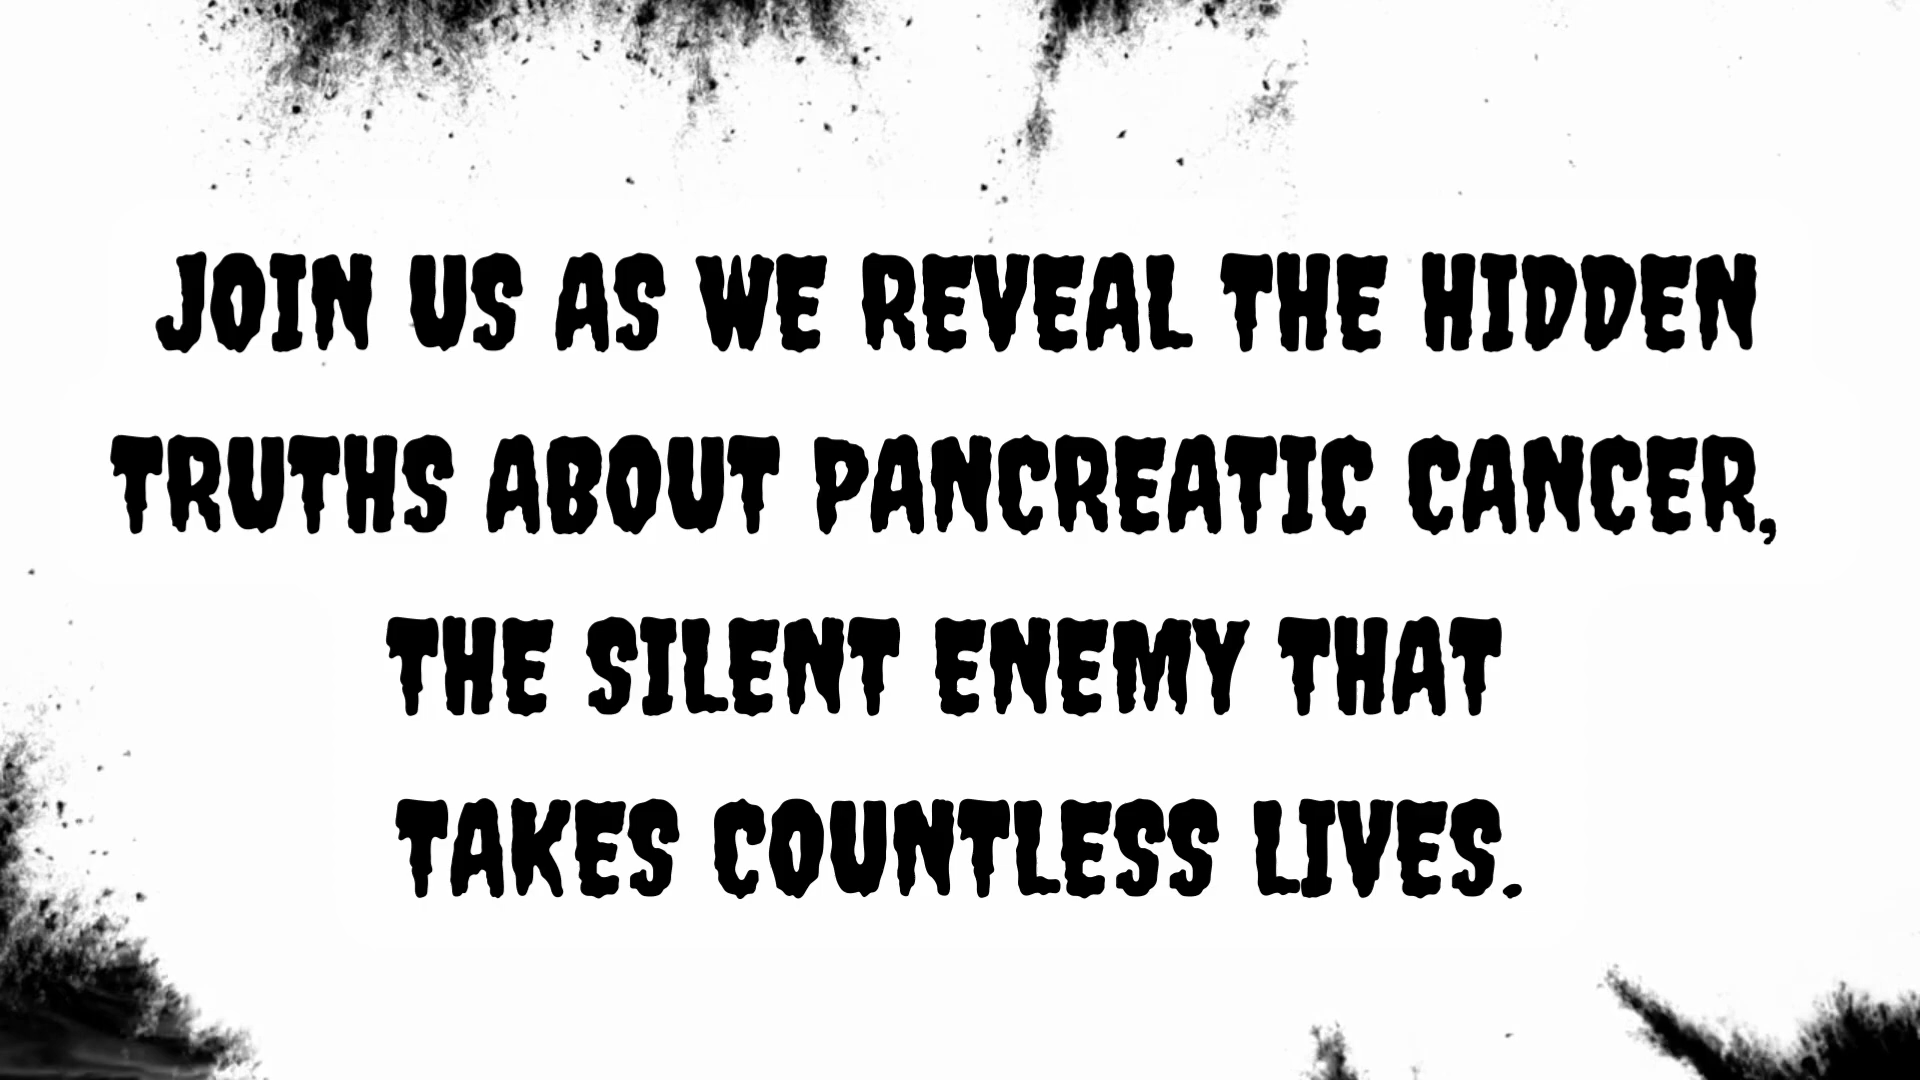 JOIN US AS WE REVEAL THE HIDDEN
TRUTHS ABOUT PANCREATIC CANCER,
THE SILENT ENEMY THAT
TAKES COUNTLESS LIVES.